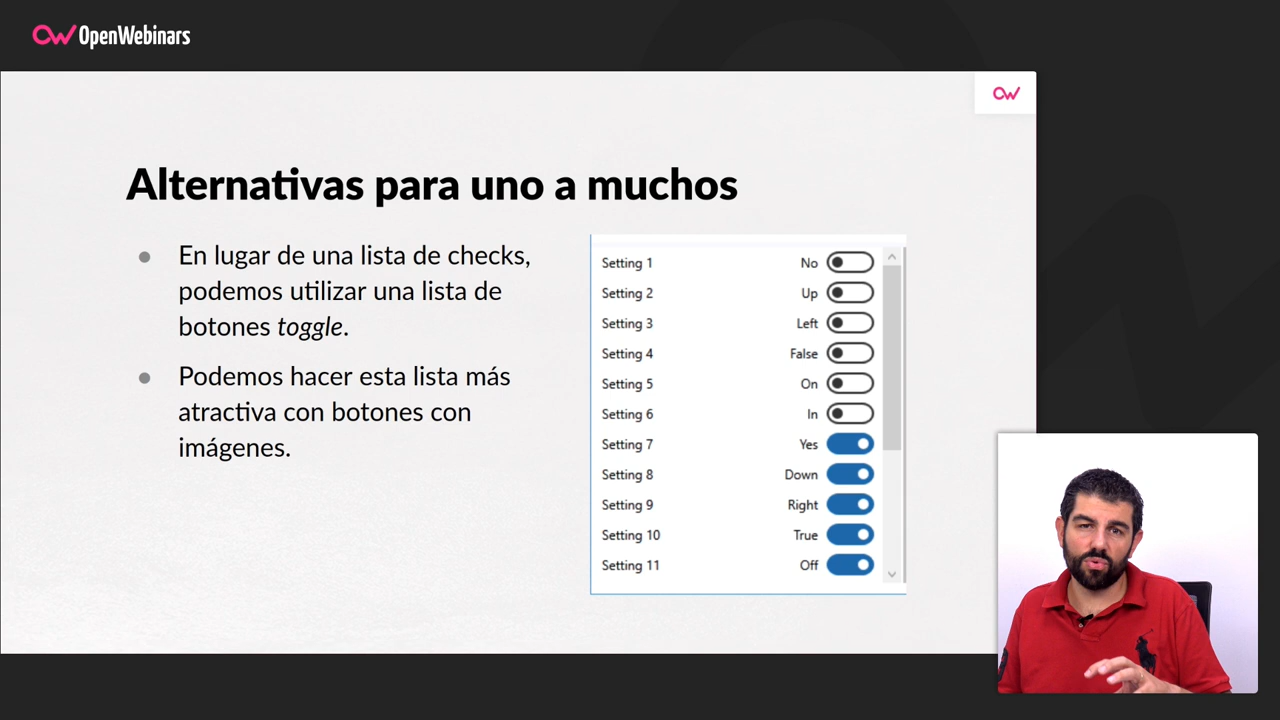 OpenWebinars
Alternativas para uno a muchos
En lugar de una lista de checks,
podemos utilizar una lista de
botones toggle.
Podemos hacer esta lista más
atractiva con botones con
imágenes.
Setting 1 No
Setting 2 Up
Setting 3 Left
Setting 4 False
Setting 5 On
Setting 6 In
Setting 7 Yes
Setting 8 Down
Setting 9 Right
Setting 10 True
Setting 11 Off